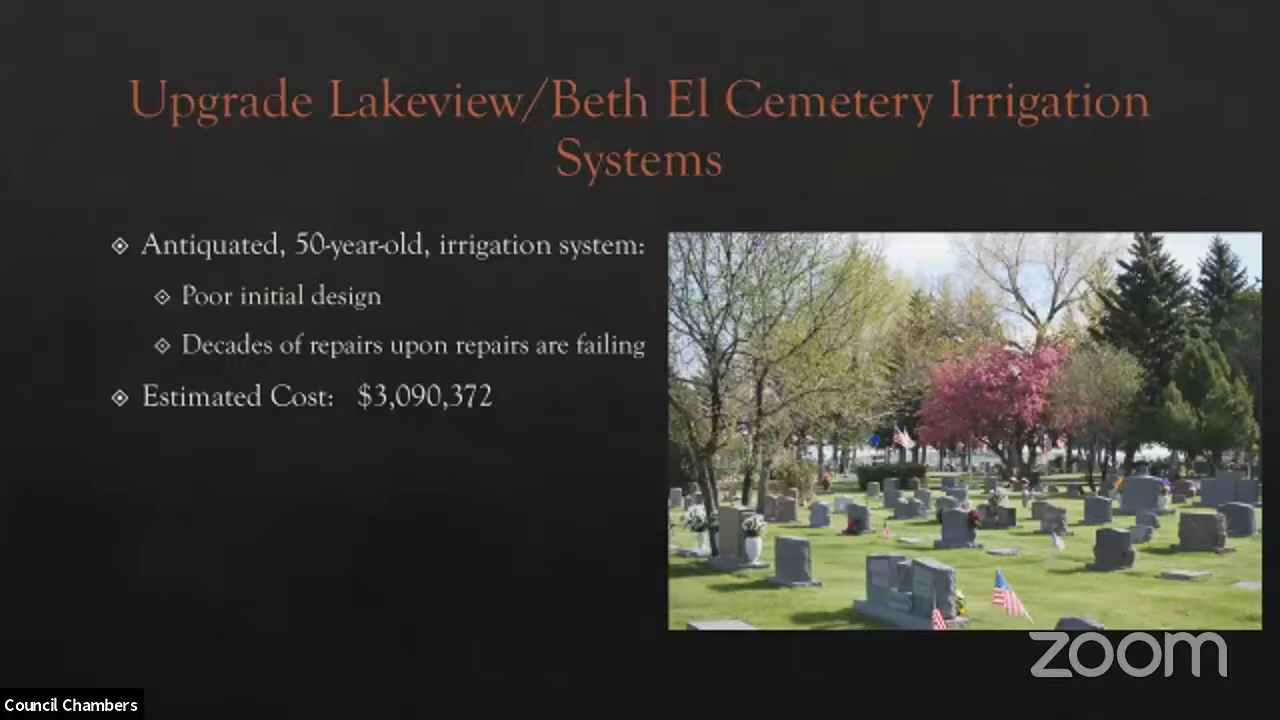 Upgrade Lakeview/Beth El Cemetery Irrigation
Systems
Antiquated, 50-year-old, irrigation system:
Poor initial design
Decades of repairs upon repairs are failing
Estimated Cost: $3,090,372
zoom
Council Chambers